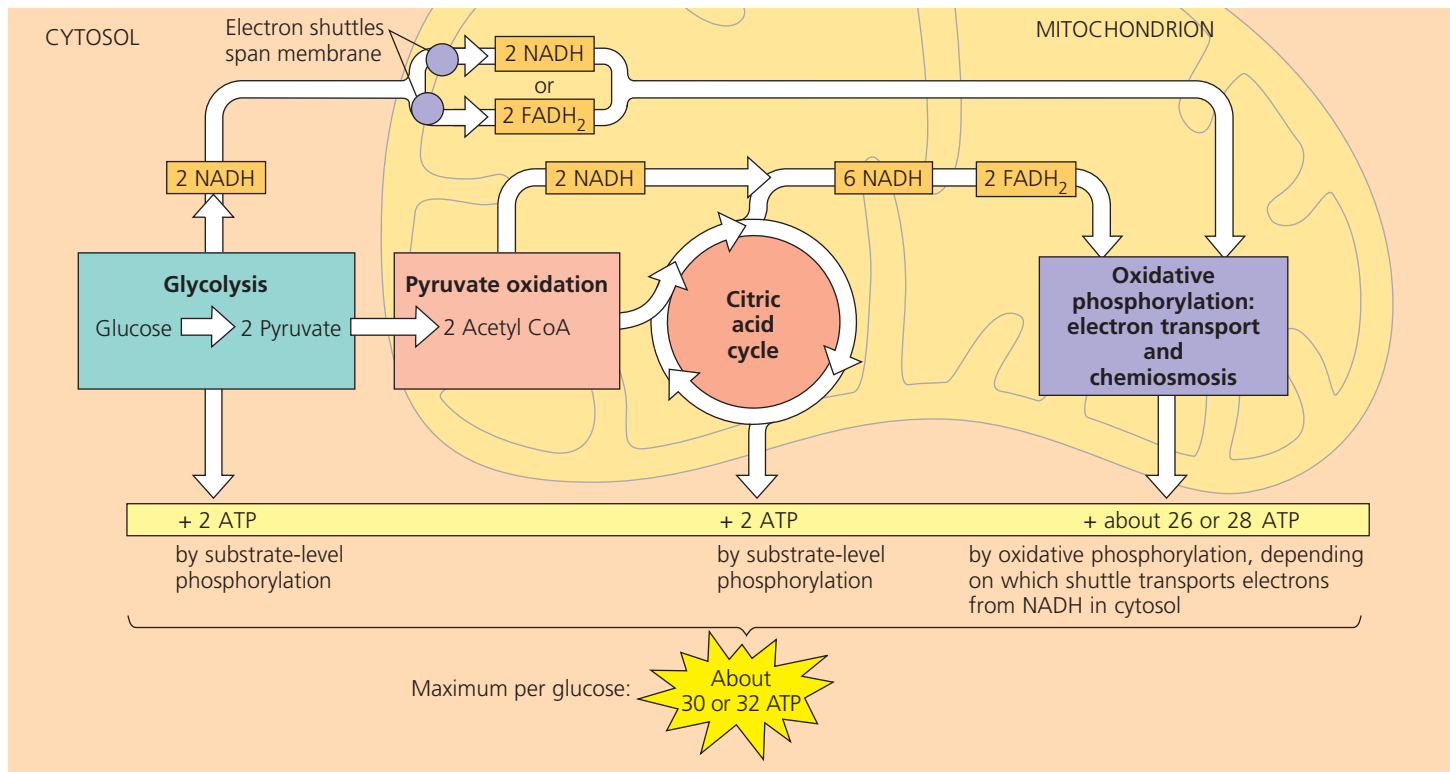 CYTOSOL
Electron shuttles
span membrane
MITOCHONDRION
2 NADH
or
2 FADH2
2 NADH
2 NADH
6 NADH
2 FADH2
Glycolysis
Glucose
2 Pyruvate
Pyruvate oxidation
2 Acetyl CoA
Citric
acid
cycle
Oxidative
phosphorylation:
electron transport
and
chemiosmosis
+ 2 ATP
by substrate-level
phosphorylation
+ 2 ATP
by substrate-level
phosphorylation
+ about 26 or 28 ATP
by oxidative phosphorylation, depending
on which shuttle transports electrons
from NADH in cytosol
Maximum per glucose:
About
30 or 32 ATP